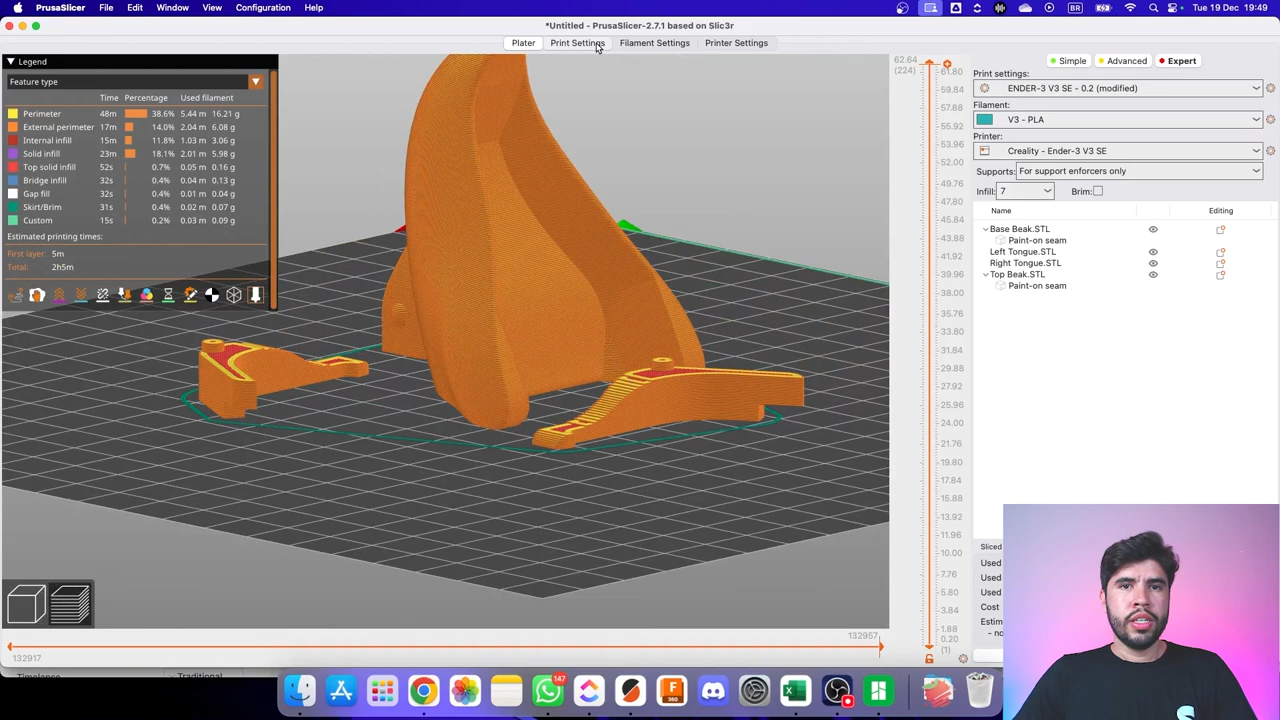 PrusaSlicer File Edit Window View Configuration Help BR Tue 19 Dec 19:49
*Untitled - PrusaSlicer-2.7.1 based on Slic3r
Plater Print Settings Filament Settings Printer Settings
Legend
Feature type
Time Percentage Used filament
Perimeter 48m 38.6% 5.44 m 16.21 g
External perimeter 17m 14.0% 2.04 m 6.08 g
Internal infill 15m 11.8% 1.03 m 3.06 g
Solid infill 23m 18.1% 2.01 m 5.98 g
Top solid infill 52s 0.7% 0.05 m 0.16 g
Bridge infill 32s 0.4% 0.04 m 0.13 g
Gap fill 32s 0.4% 0.01 m 0.04 g
Skirt/Brim 31s 0.4% 0.02 m 0.07 g
Custom 15s 0.2% 0.03 m 0.09 g
Estimated printing times:
First layer: 5m
Total: 2h5m
62.64
(224)
61.80
59.84
57.88
55.92
53.96
52.00
49.76
47.80
45.84
43.88
41.92
39.96
38.00
35.76
33.80
31.84
29.88
27.92
25.96
24.00
21.76
19.80
17.84
15.88
13.92
11.96
10.00
7.76
5.80
3.84
1.88
0.20
(1)
Simple Advanced Expert
Print settings:
ENDER-3 V3 SE - 0.2 (modified)
Filament:
V3 - PLA
Printer:
Creality - Ender-3 V3 SE
Supports: For support enforcers only
Infill: 7 Brim:
Name Editing
Base Beak.STL
Paint-on seam
Left Tongue.STL
Right Tongue.STL
Top Beak.STL
Paint-on seam
Sliced
Used
Used
Used
Cost
Estim
- no
132957
132917
147
360